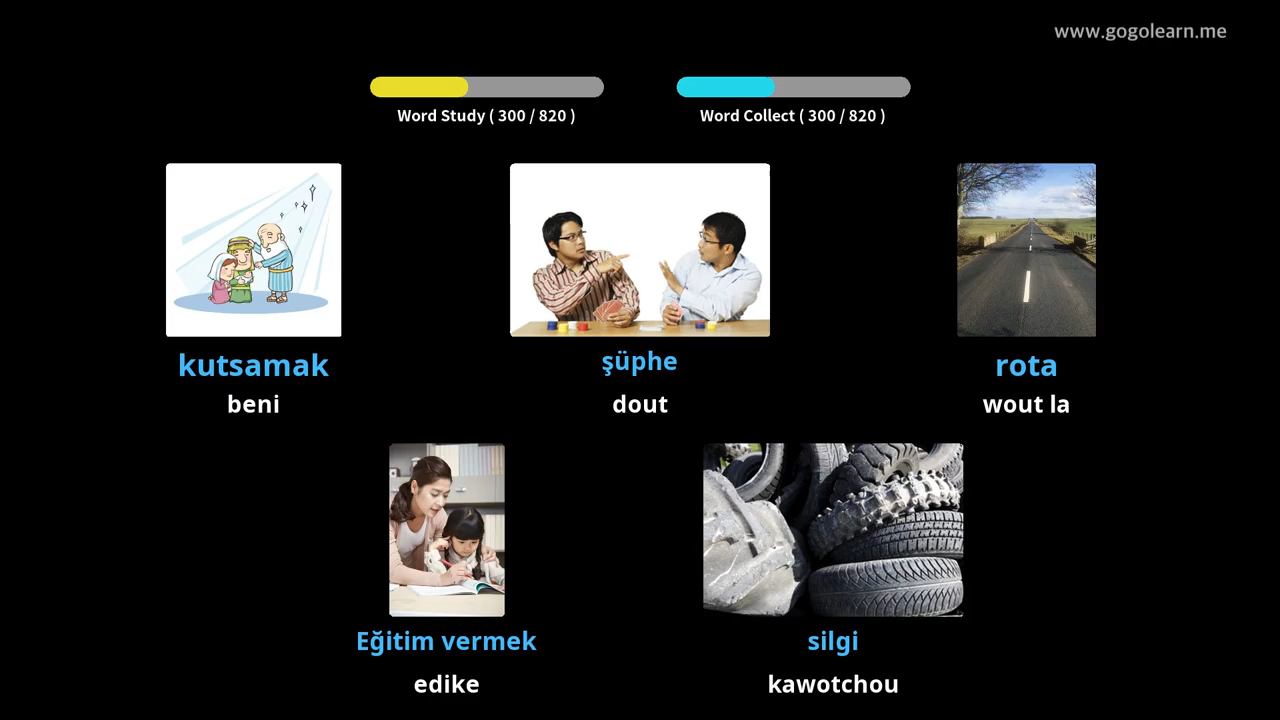 www.gogolearn.me
Word Study ( 300 / 820 )
Word Collect ( 300 / 820 )
kutsamak
beni
şüphe
dout
rota
wout la
Eğitim vermek
edike
silgi
kawotchou